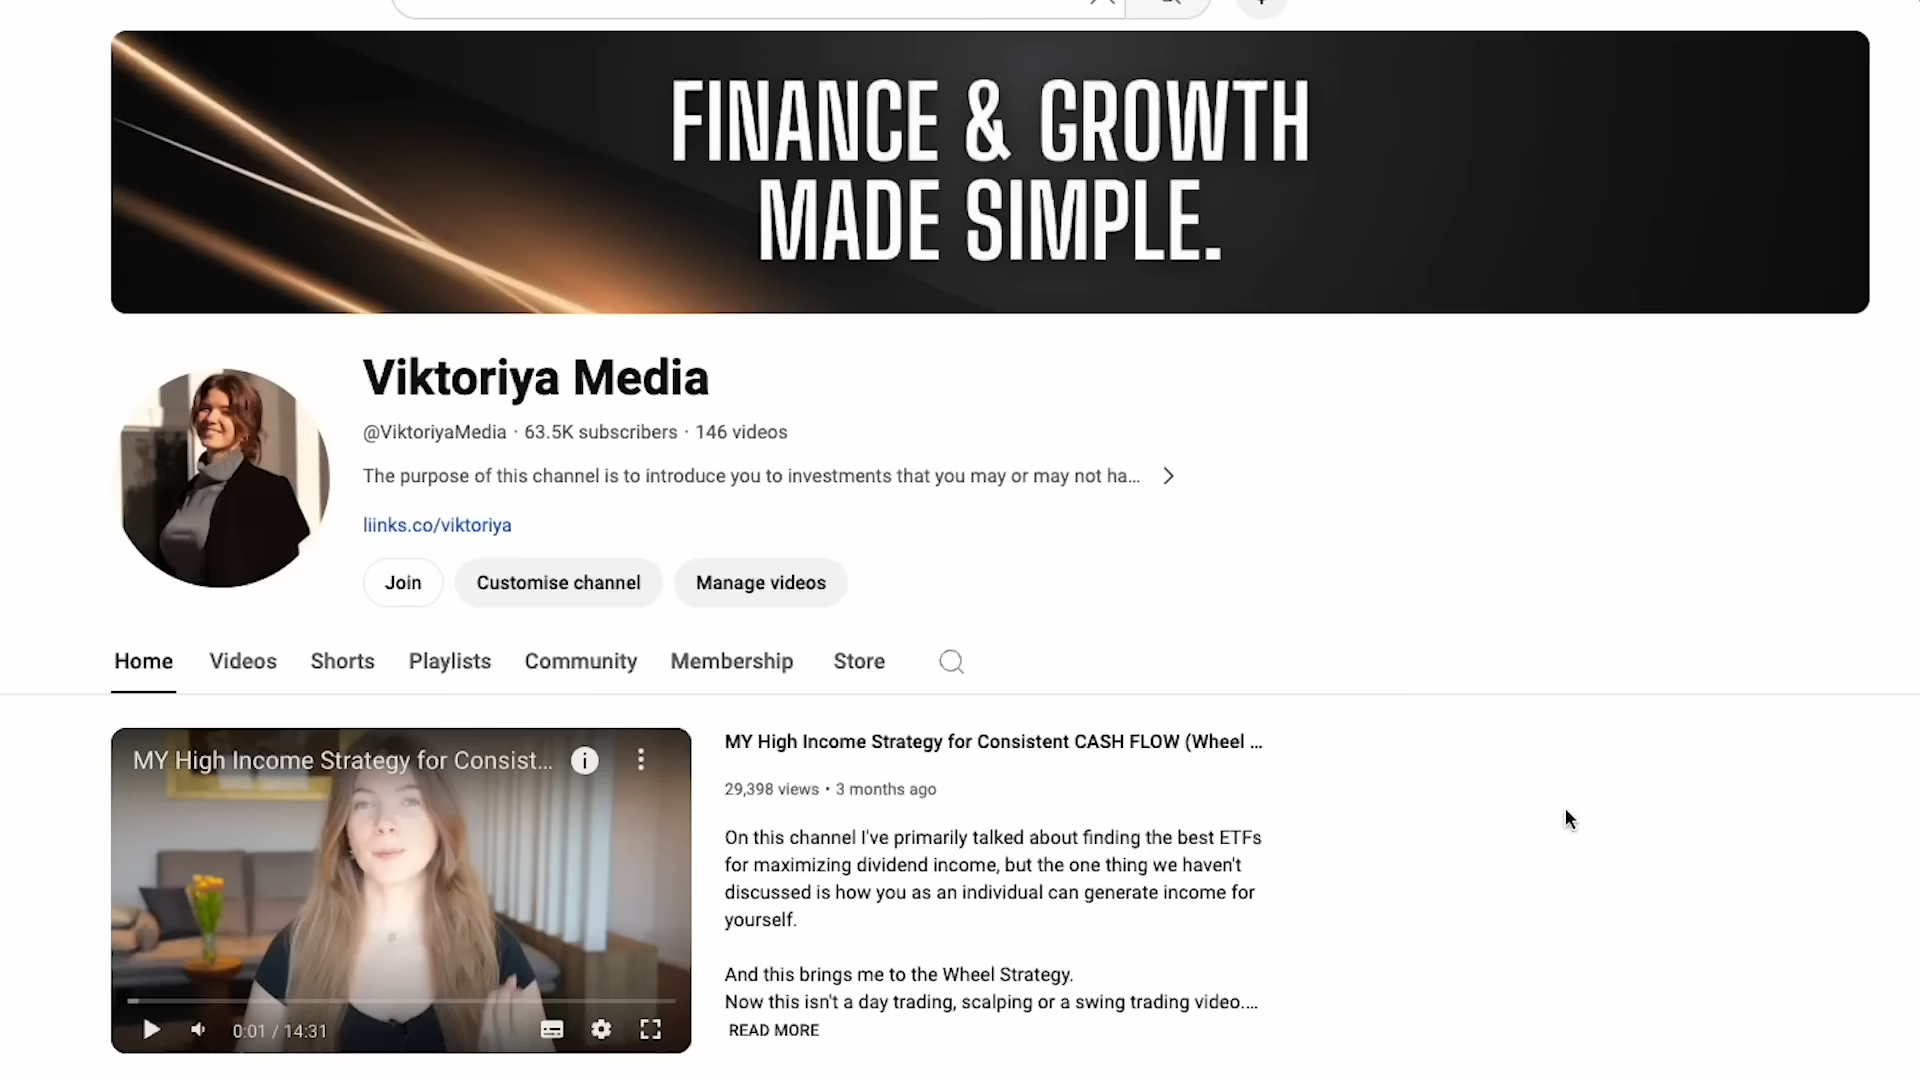 FINANCE & GROWTH
MADE SIMPLE.
Viktoriya Media
@ViktoriyaMedia · 63.5K subscribers · 146 videos
The purpose of this channel is to introduce you to investments that you may or may not ha...
liinks.co/viktoriya
Join Customise channel Manage videos
Home Videos Shorts Playlists Community Membership Store
MY High Income Strategy for Consist...
0:01 / 14:31
MY High Income Strategy for Consistent CASH FLOW (Wheel ...
29,398 views • 3 months ago
On this channel I've primarily talked about finding the best ETFs
for maximizing dividend income, but the one thing we haven't
discussed is how you as an individual can generate income for
yourself.
And this brings me to the Wheel Strategy.
Now this isn't a day trading, scalping or a swing trading video....
READ MORE